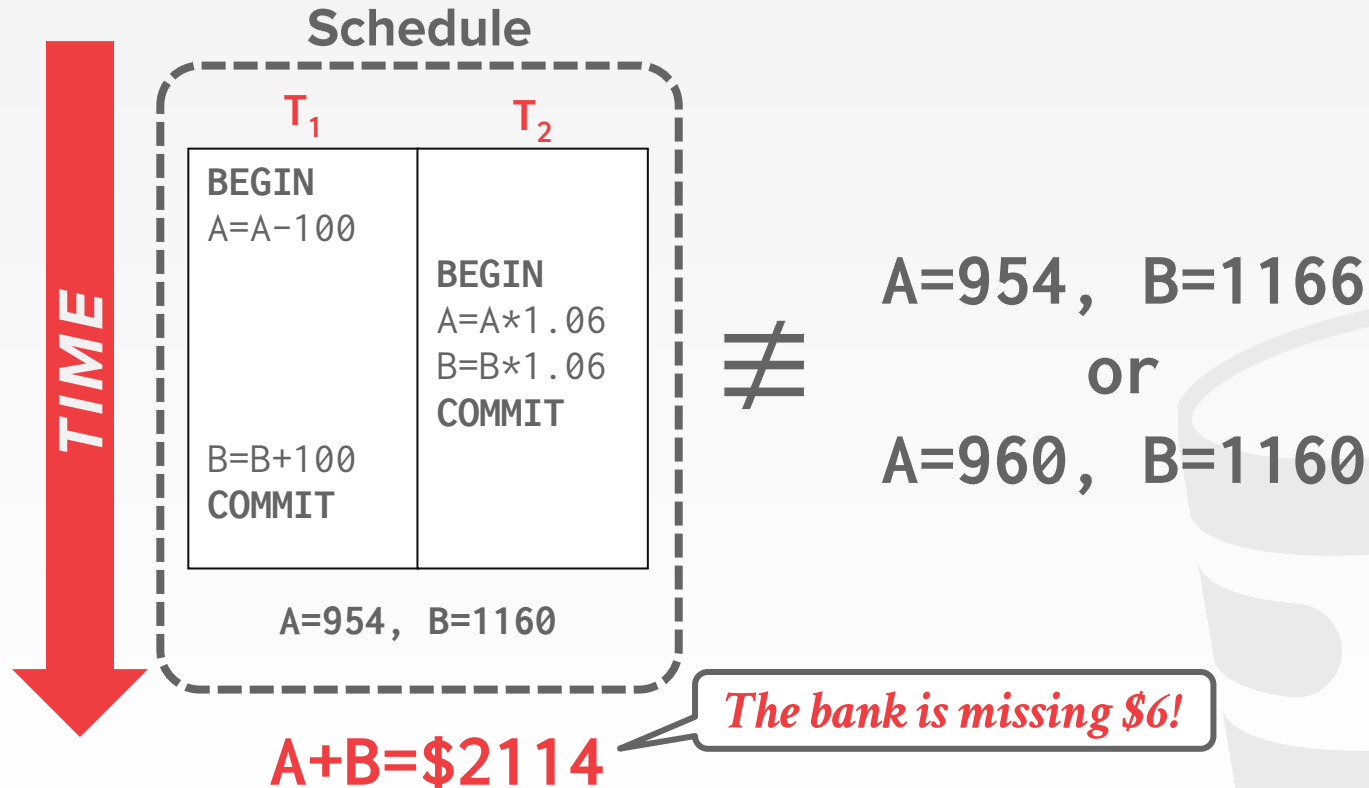 Schedule
TIME
T₁
T₂
BEGIN
A=A-100
BEGIN
A=A*1.06
B=B*1.06
COMMIT
B=B+100
COMMIT
A=954, B=1160
≢
A=954, B=1166
or
A=960, B=1160
The bank is missing $6!
A+B=$2114